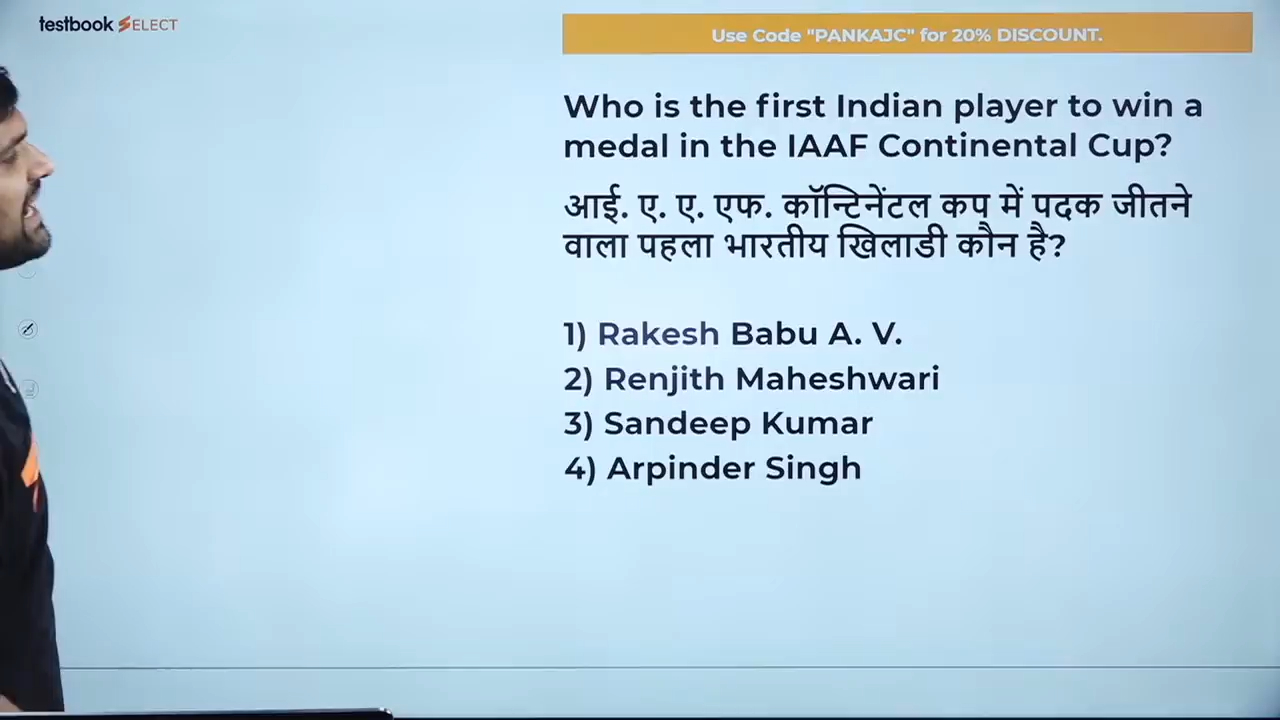 testbook SELECT
Use Code "PANKAJC" for 20% DISCOUNT.
Who is the first Indian player to win a
medal in the IAAF Continental Cup?
आई. ए. ए. एफ. कॉन्टिनेंटल कप में पदक जीतने
वाला पहला भारतीय खिलाडी कौन है?
1) Rakesh Babu A. V.
2) Renjith Maheshwari
3) Sandeep Kumar
4) Arpinder Singh